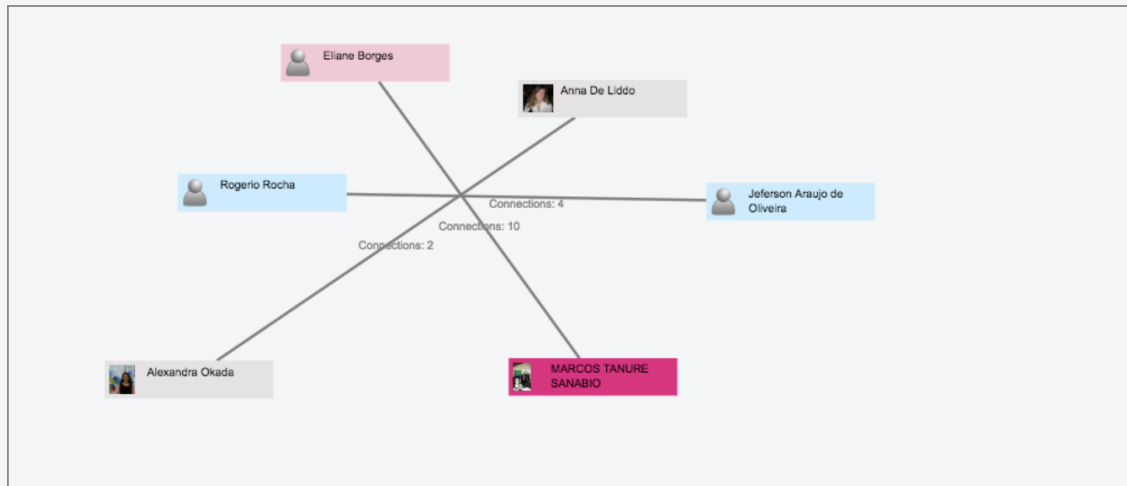 Eliane Borges
Anna De Liddo
Rogerio Rocha
Jeferson Araujo de
Oliveira
Connections: 4
Connections: 10
Connections: 2
Alexandra Okada
MARCOS TANURE
SANABIO